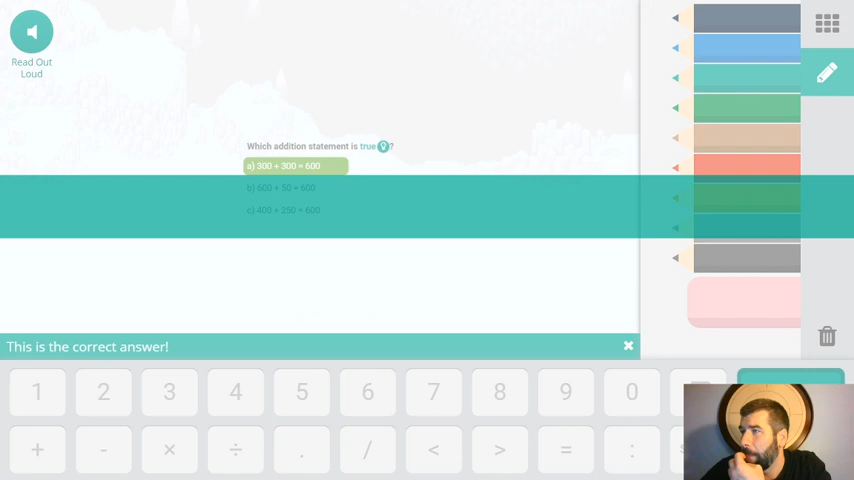 Read Out
Loud
Which addition statement is true ?
a) 300 + 300 = 600
b) 600 + 50 = 600
c) 400 + 250 = 600
This is the correct answer!
1 2 3 4 5 6 7 8 9 0
+ - × ÷ . / < > = :